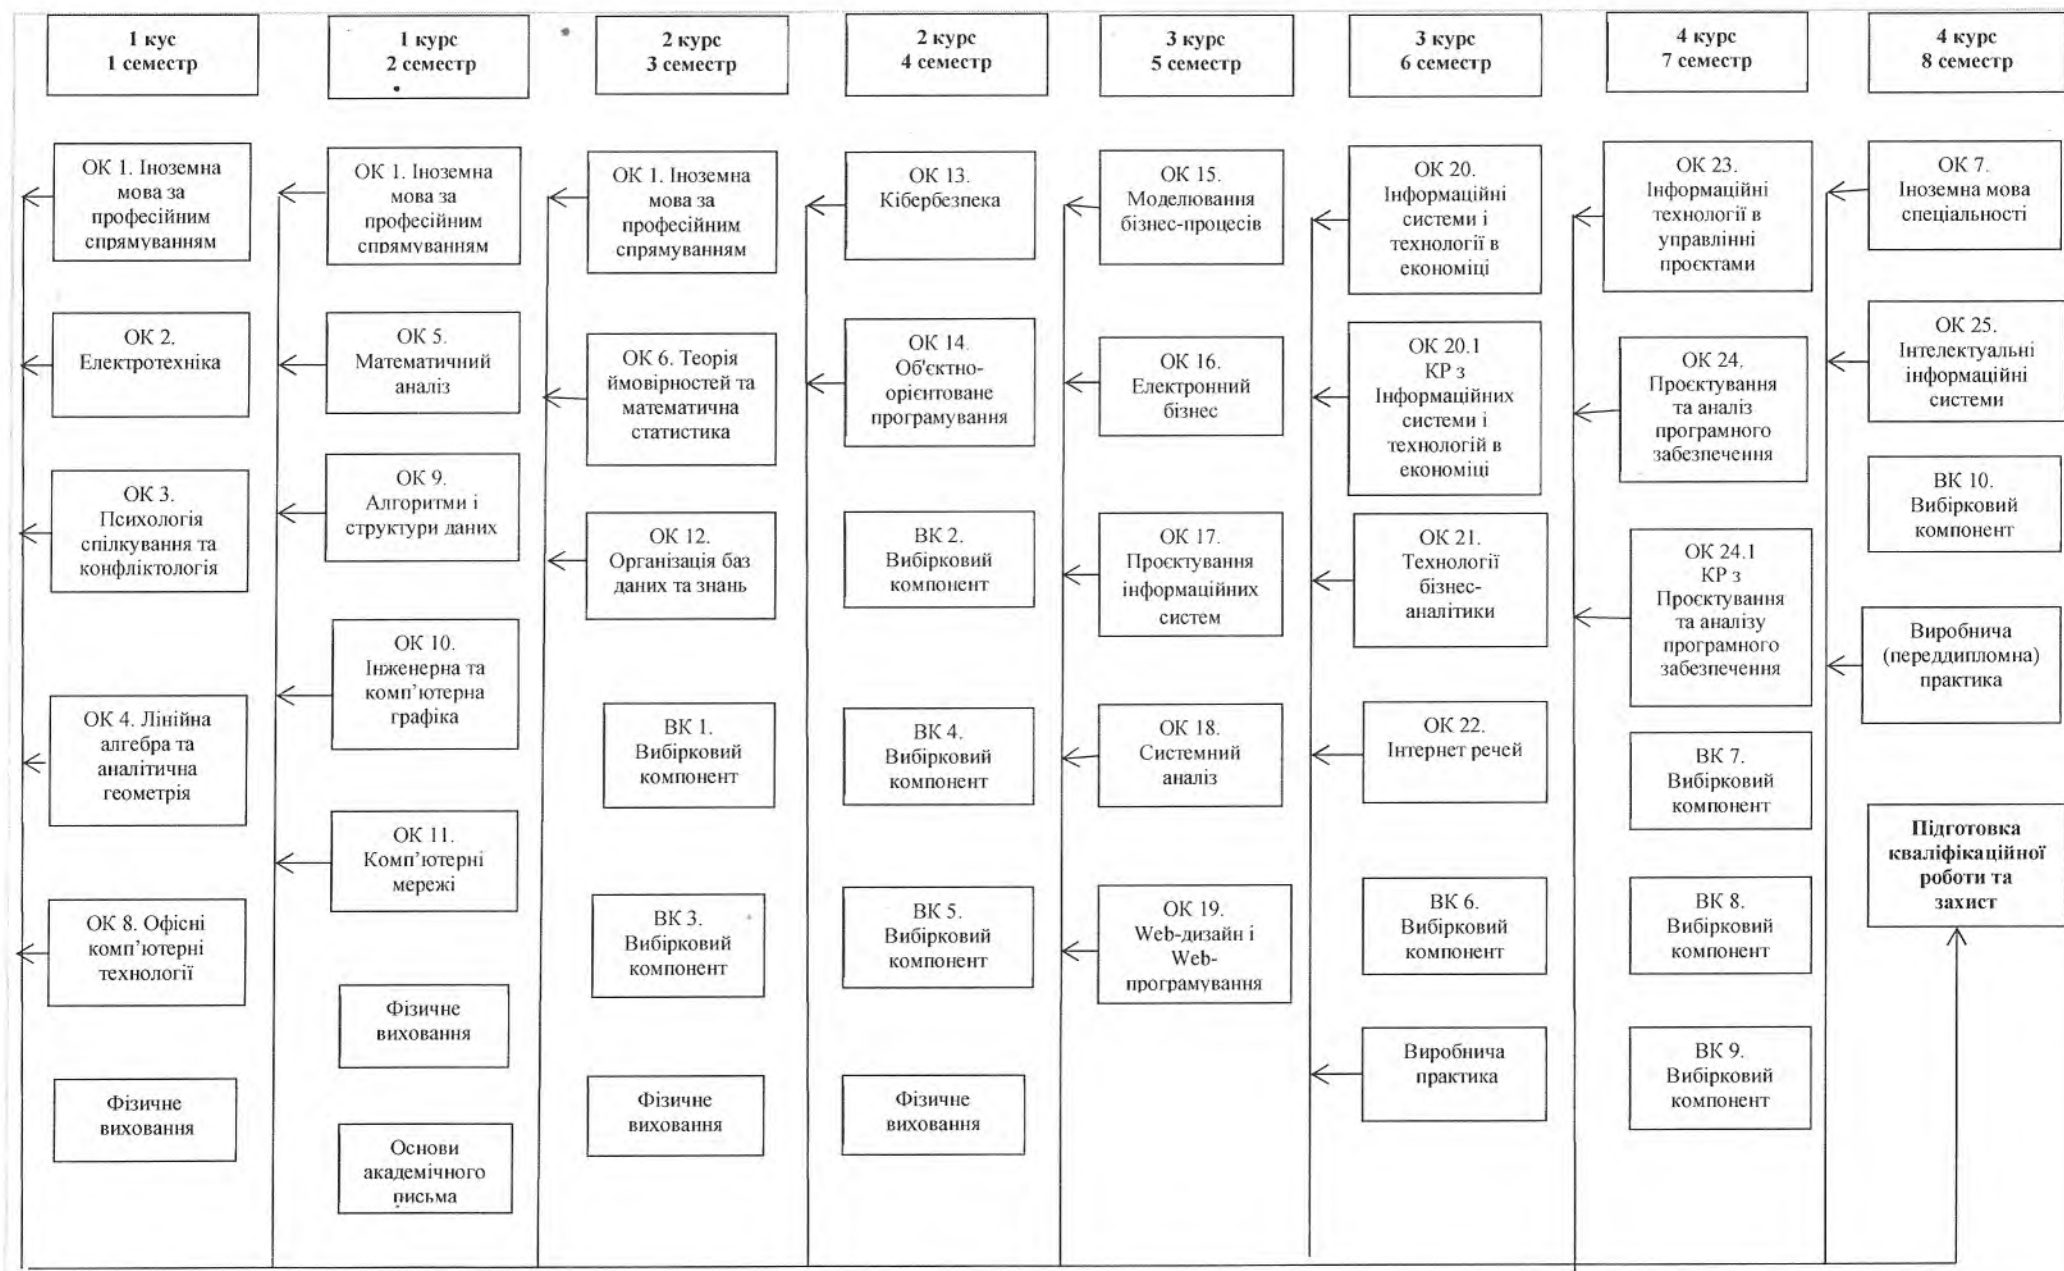 1 кус
1 семестр
1 курс
2 семестр
2 курс
3 семестр
2 курс
4 семестр
3 курс
5 семестр
3 курс
6 семестр
4 курс
7 семестр
4 курс
8 семестр
ОК 1. Іноземна
мова за
професійним
спрямуванням
ОК 2.
Електротехніка
ОК 3.
Психологія
спілкування та
конфліктологія
ОК 4. Лінійна
алгебра та
аналітична
геометрія
ОК 8. Офісні
комп’ютерні
технології
Фізичне
виховання
ОК 1. Іноземна
мова за
професійним
спрямуванням
ОК 5.
Математичний
аналіз
ОК 9.
Алгоритми і
структури даних
ОК 10.
Інженерна та
комп’ютерна
графіка
ОК 11.
Комп’ютерні
мережі
Фізичне
виховання
Основи
академічного
письма
ОК 1. Іноземна
мова за
професійним
спрямуванням
ОК 6. Теорія
ймовірностей та
математична
статистика
ОК 12.
Організація баз
даних та знань
ВК 1.
Вибірковий
компонент
ВК 3.
Вибірковий
компонент
Фізичне
виховання
ОК 13.
Кібербезпека
ОК 14.
Об'єктно-
орієнтоване
програмування
ВК 2.
Вибірковий
компонент
ВК 4.
Вибірковий
компонент
ВК 5.
Вибірковий
компонент
Фізичне
виховання
ОК 15.
Моделювання
бізнес-процесів
ОК 16.
Електронний
бізнес
ОК 17.
Проєктування
інформаційних
систем
ОК 18.
Системний
аналіз
ОК 19.
Web-дизайн і
Web-
програмування
ОК 20.
Інформаційні
системи і
технології в
економіці
ОК 20.1
КР з
Інформаційних
системи і
технологій в
економіці
ОК 21.
Технології
бізнес-
аналітики
ОК 22.
Інтернет речей
ВК 6.
Вибірковий
компонент
Виробнича
практика
ОК 23.
Інформаційні
технології в
управлінні
проєктами
ОК 24.
Проєктування
та аналіз
програмного
забезпечення
ОК 24.1
КР з
Проєктування
та аналізу
програмного
забезпечення
ВК 7.
Вибірковий
компонент
ВК 8.
Вибірковий
компонент
ВК 9.
Вибірковий
компонент
ОК 7.
Іноземна мова
спеціальності
ОК 25.
Інтелектуальні
інформаційні
системи
ВК 10.
Вибірковий
компонент
Виробнича
(переддипломна)
практика
Підготовка
кваліфікаційної
роботи та
захист